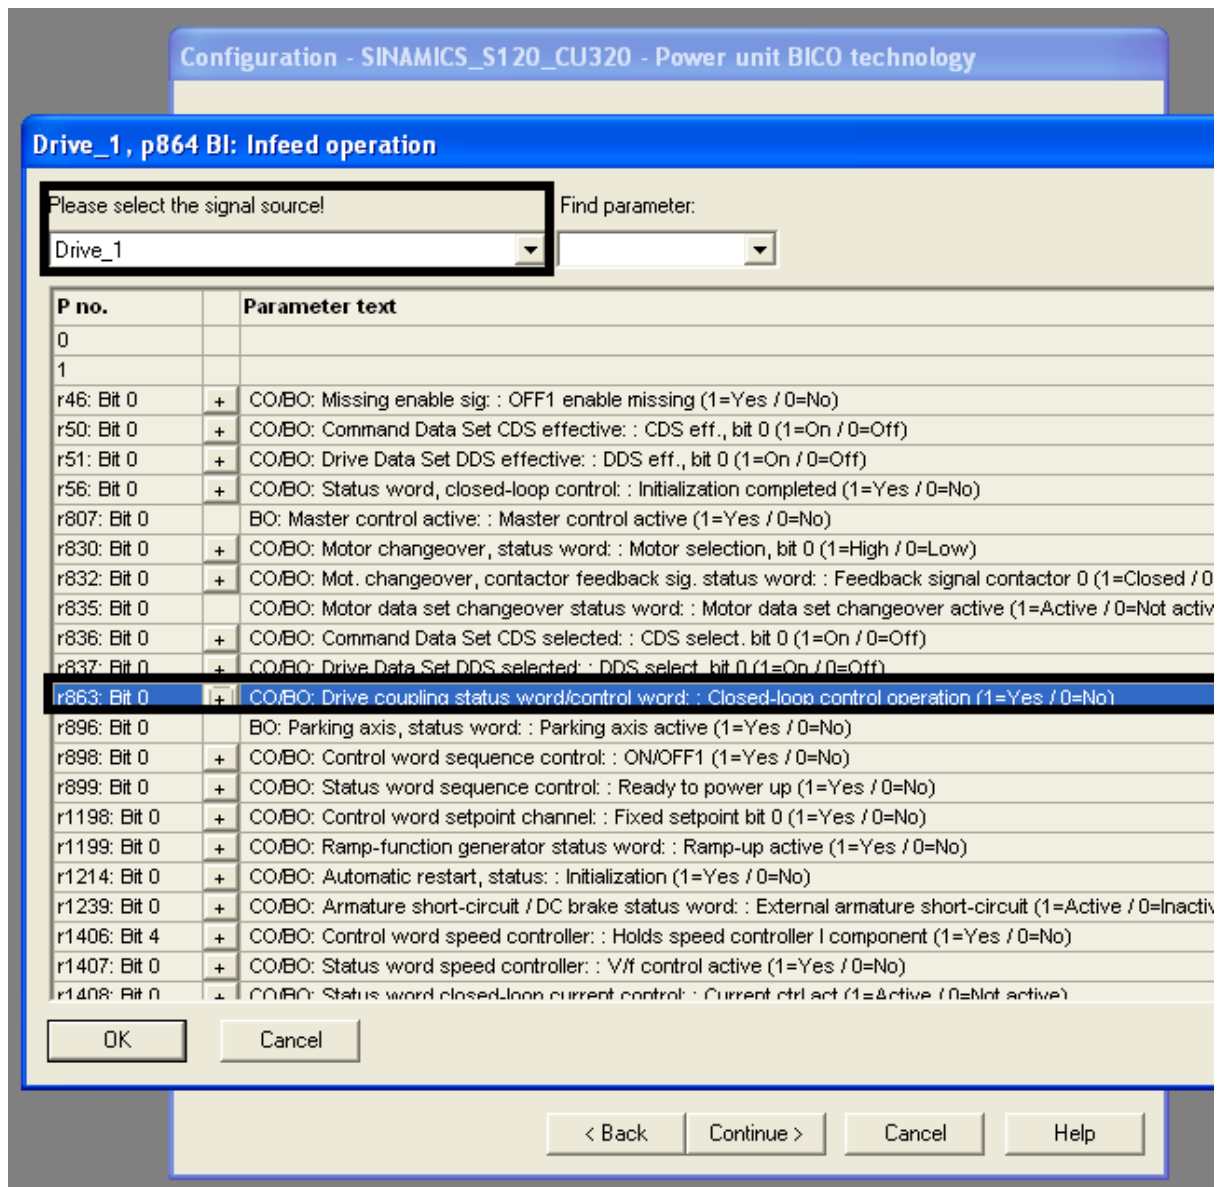 Configuration - SINAMICS_S120_CU320 - Power unit BICO technology
Drive_1, p864 BI: Infeed operation
Please select the signal source! Find parameter:
Drive_1
P no. Parameter text
0
1
r46: Bit 0 + CO/BO: Missing enable sig: : OFF1 enable missing (1=Yes / 0=No)
r50: Bit 0 + CO/BO: Command Data Set CDS effective: : CDS eff., bit 0 (1=On / 0=Off)
r51: Bit 0 + CO/BO: Drive Data Set DDS effective: : DDS eff., bit 0 (1=On / 0=Off)
r56: Bit 0 + CO/BO: Status word, closed-loop control: : Initialization completed (1=Yes / 0=No)
r807: Bit 0 BO: Master control active: : Master control active (1=Yes / 0=No)
r830: Bit 0 + CO/BO: Motor changeover, status word: : Motor selection, bit 0 (1=High / 0=Low)
r832: Bit 0 + CO/BO: Mot. changeover, contactor feedback sig. status word: : Feedback signal contactor 0 (1=Closed / 0
r835: Bit 0 CO/BO: Motor data set changeover status word: : Motor data set changeover active (1=Active / 0=Not activ
r836: Bit 0 + CO/BO: Command Data Set CDS selected: : CDS select. bit 0 (1=On / 0=Off)
r837: Bit 0 + CO/BO: Drive Data Set DDS selected: : DDS select. bit 0 (1=On / 0=Off)
r863: Bit 0 + CO/BO: Drive coupling status word/control word: : Closed-loop control operation (1=Yes / 0=No)
r896: Bit 0 BO: Parking axis, status word: : Parking axis active (1=Yes / 0=No)
r898: Bit 0 + CO/BO: Control word sequence control: : ON/OFF1 (1=Yes / 0=No)
r899: Bit 0 + CO/BO: Status word sequence control: : Ready to power up (1=Yes / 0=No)
r1198: Bit 0 + CO/BO: Control word setpoint channel: : Fixed setpoint bit 0 (1=Yes / 0=No)
r1199: Bit 0 + CO/BO: Ramp-function generator status word: : Ramp-up active (1=Yes / 0=No)
r1214: Bit 0 + CO/BO: Automatic restart, status: : Initialization (1=Yes / 0=No)
r1239: Bit 0 + CO/BO: Armature short-circuit / DC brake status word: : External armature short-circuit (1=Active / 0=Inactiv
r1406: Bit 4 + CO/BO: Control word speed controller: : Holds speed controller I component (1=Yes / 0=No)
r1407: Bit 0 + CO/BO: Status word speed controller: : V/f control active (1=Yes / 0=No)
r1408: Bit 0 + CO/BO: Status word closed-loop current control: : Current ctrl act (1=Active / 0=Not active)
OK Cancel
< Back Continue > Cancel Help